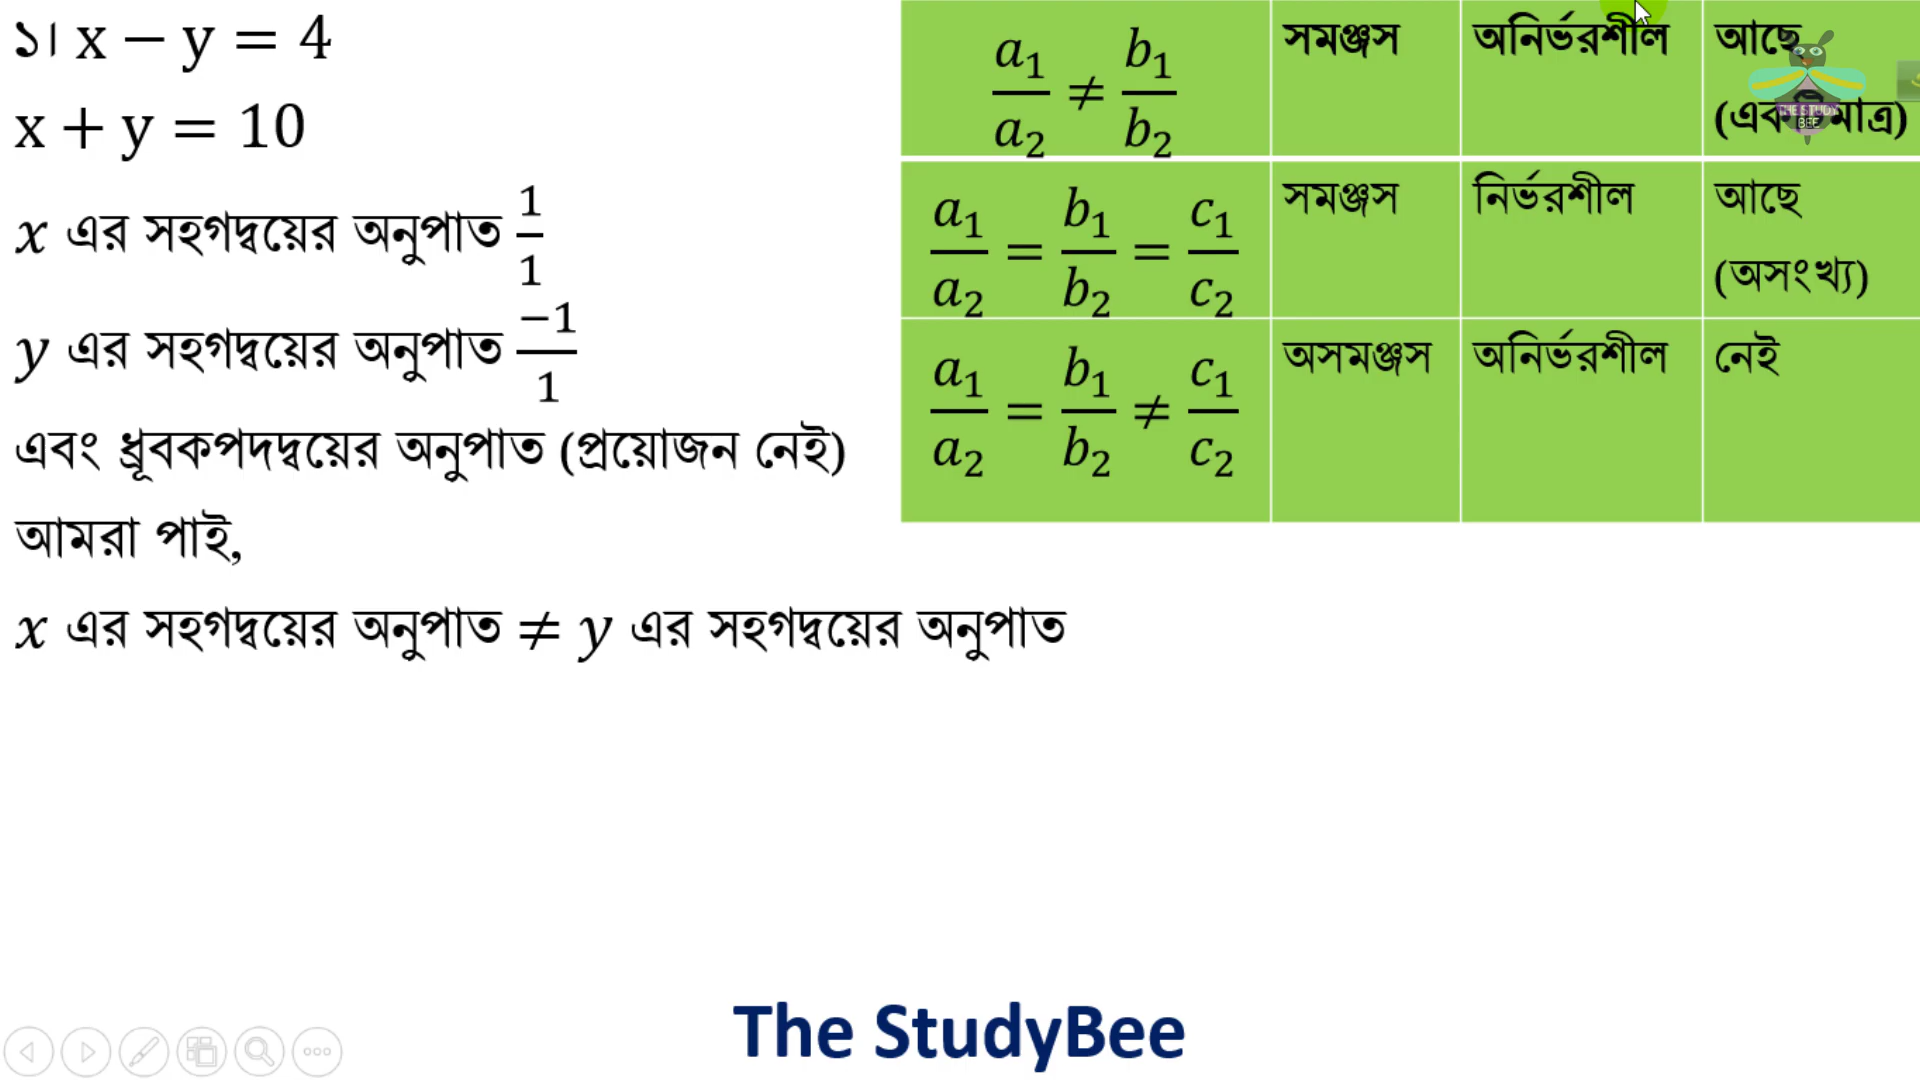 ১। x − y = 4
x + y = 10
x এর সহগদ্বয়ের অনুপাত 1/1
y এর সহগদ্বয়ের অনুপাত −1/1
এবং ধ্রূবকপদদ্বয়ের অনুপাত (প্রয়োজন নেই)
আমরা পাই,
x এর সহগদ্বয়ের অনুপাত ≠ y এর সহগদ্বয়ের অনুপাত
a₁/a₂ ≠ b₁/b₂ সমঞ্জস অনির্ভরশীল আছে
মাত্র)
a₁/a₂ = b₁/b₂ = c₁/c₂ সমঞ্জস নির্ভরশীল আছে
(অসংখ্য)
a₁/a₂ = b₁/b₂ ≠ c₁/c₂ অসমঞ্জস অনির্ভরশীল নেই
THE STUDY
BEE
The StudyBee